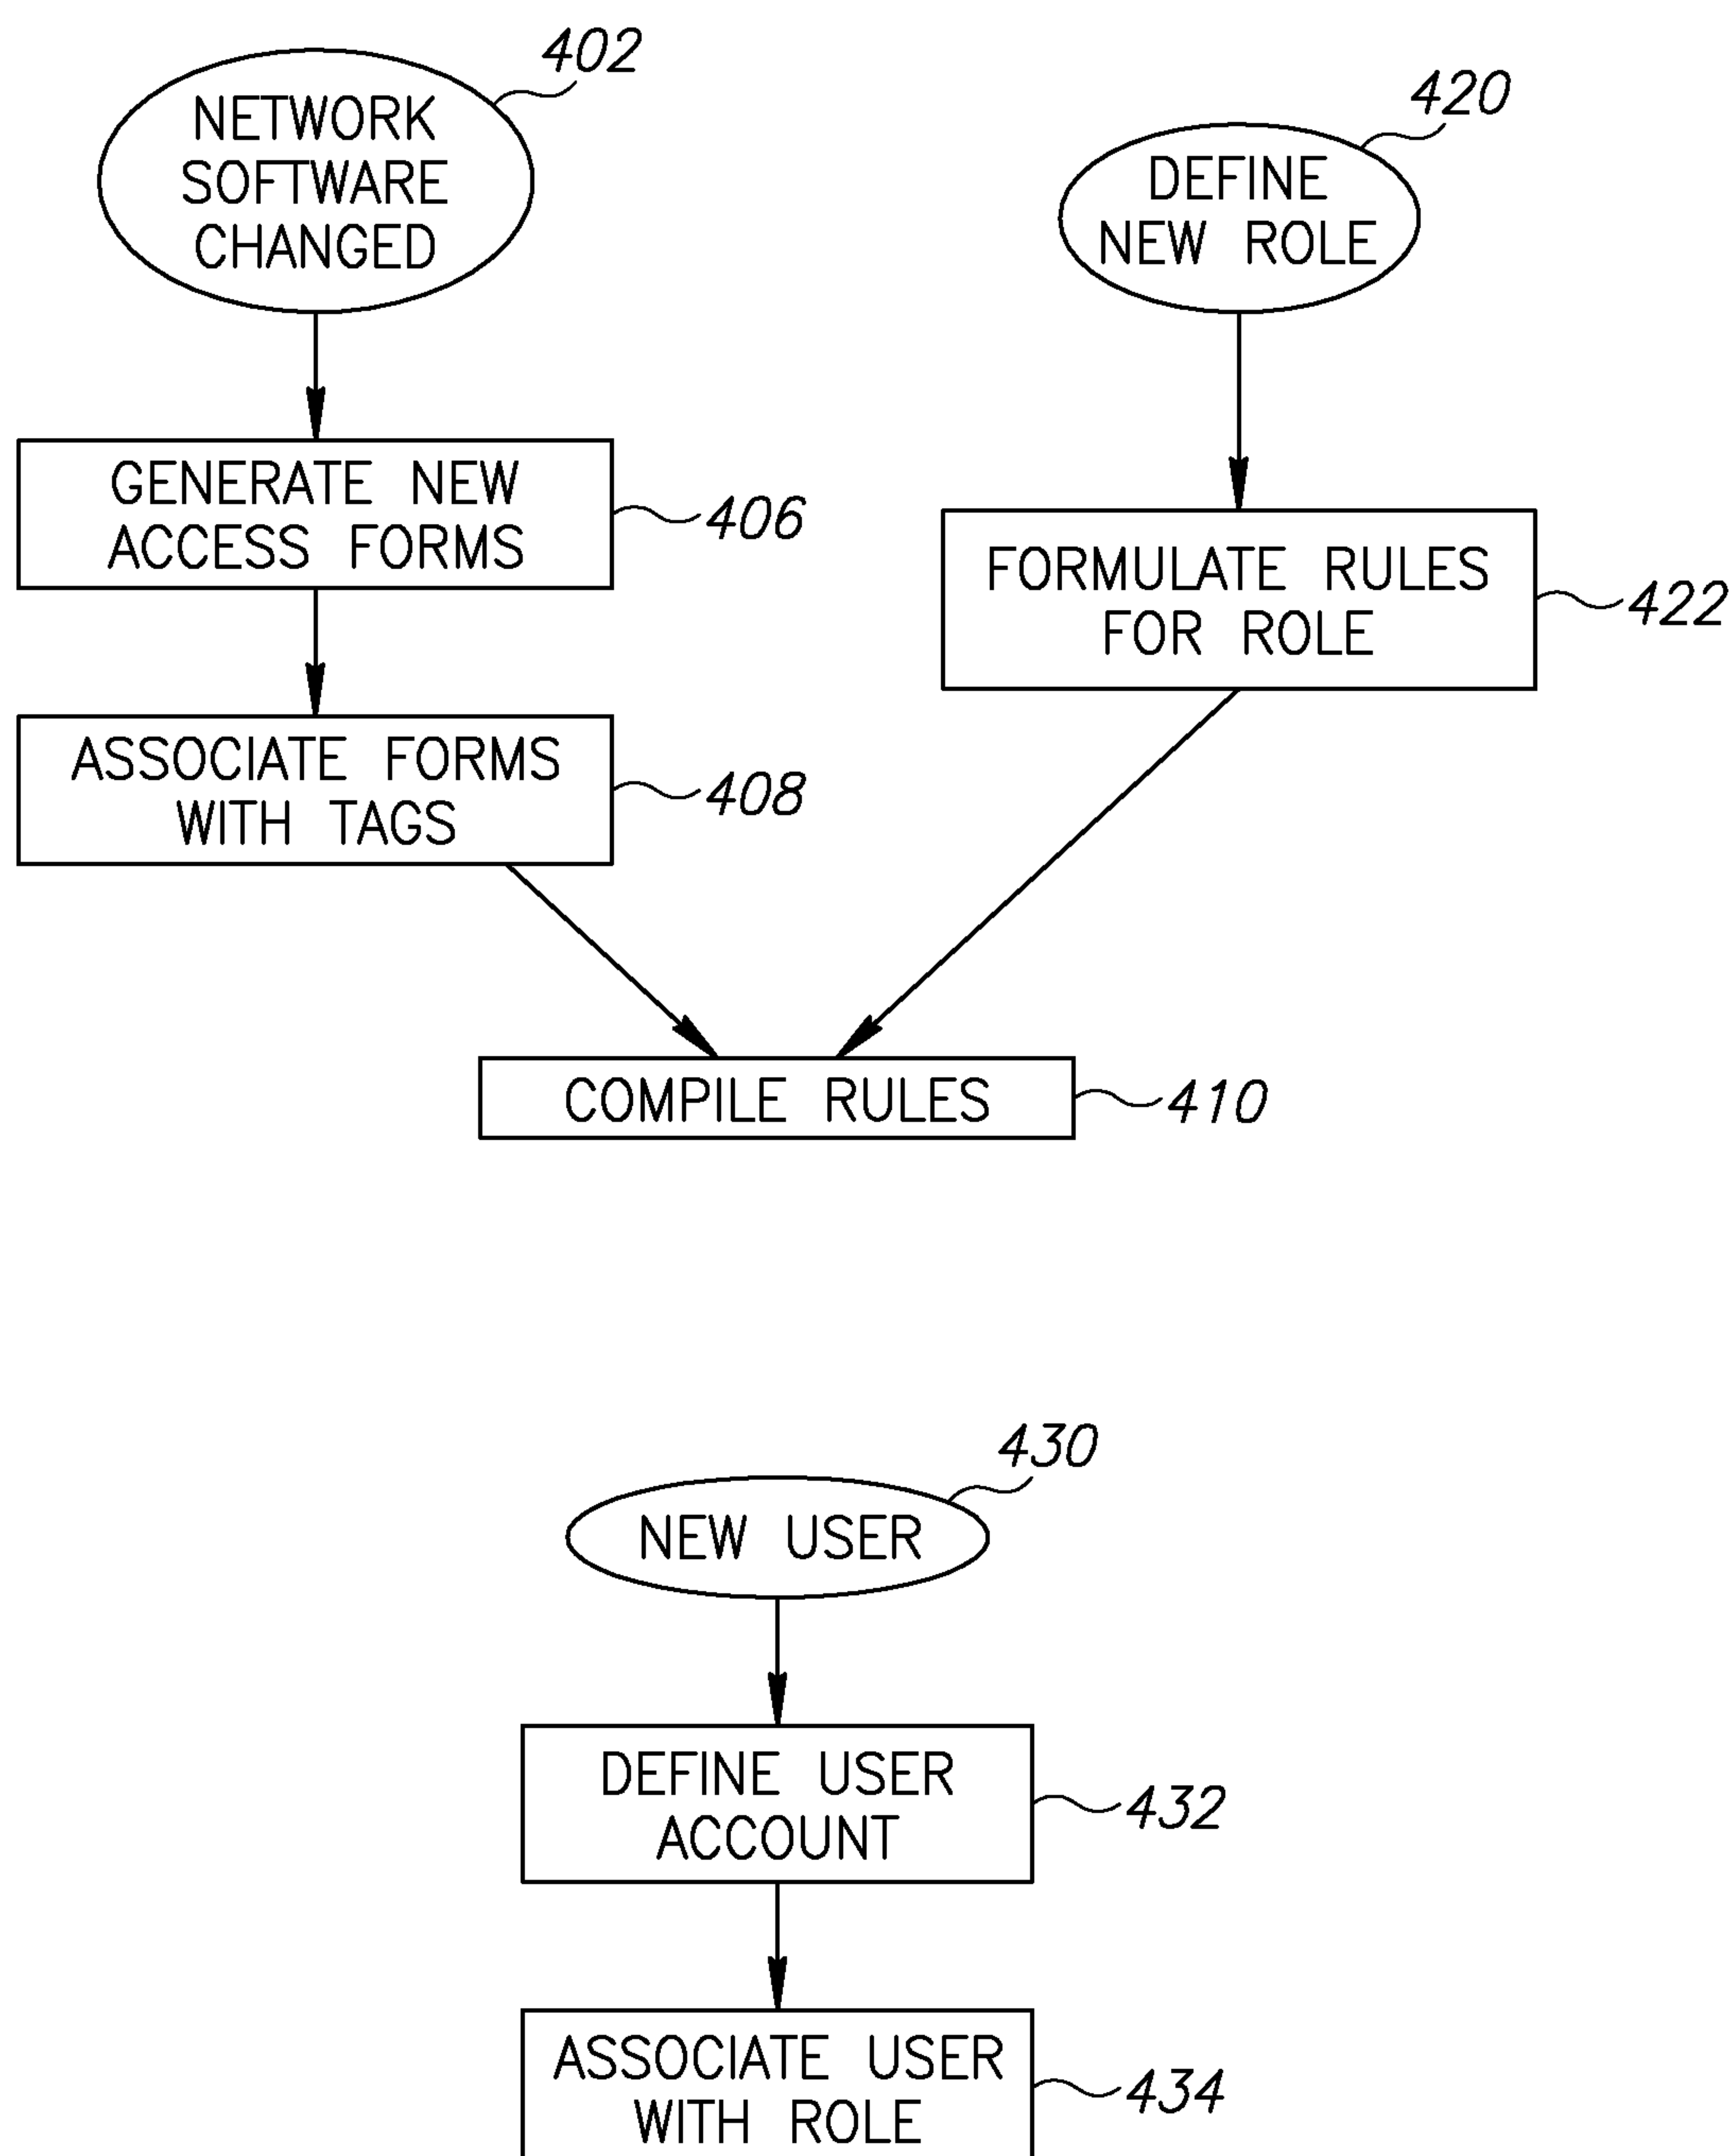 402
NETWORK
SOFTWARE
CHANGED
420
DEFINE
NEW ROLE
GENERATE NEW
ACCESS FORMS
406
FORMULATE RULES
FOR ROLE
422
ASSOCIATE FORMS
WITH TAGS
408
COMPILE RULES
410
430
NEW USER
DEFINE USER
ACCOUNT
432
ASSOCIATE USER
WITH ROLE
434